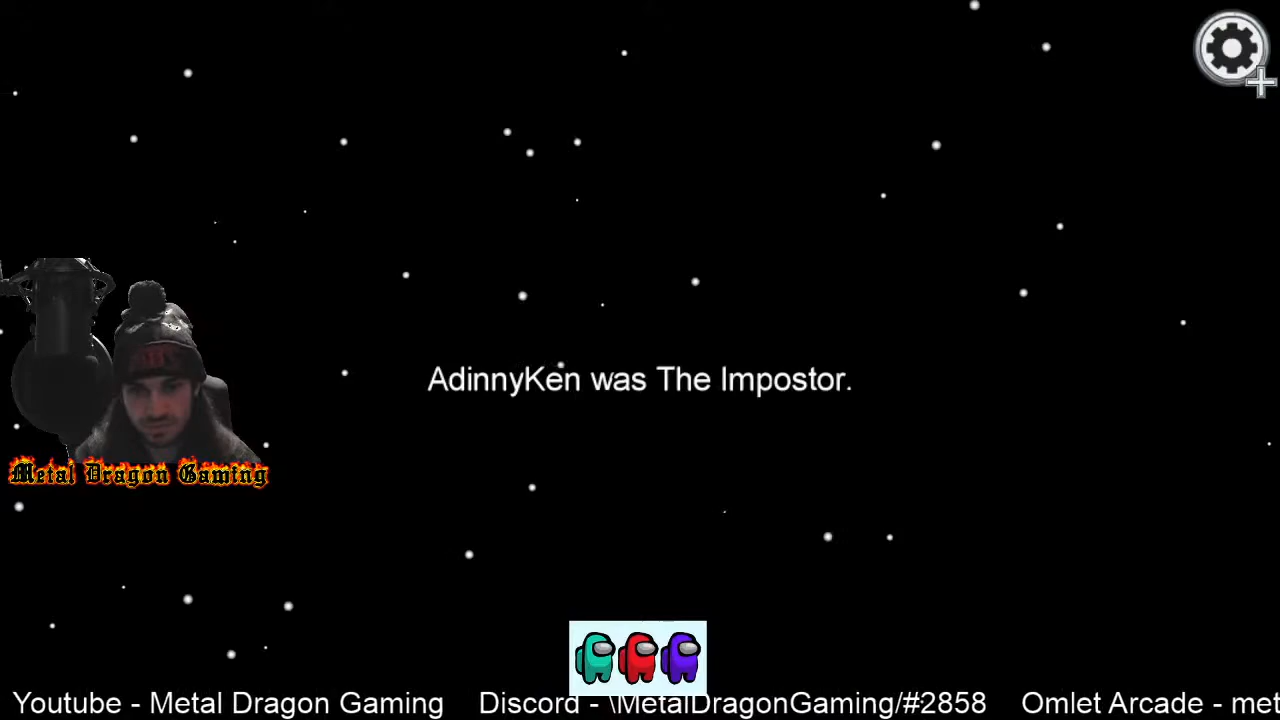 AdinnyKen was The Impostor.
Metal Dragon Gaming
Youtube - Metal Dragon Gaming Discord - \MetalDragonGaming/#2858 Omlet Arcade - met